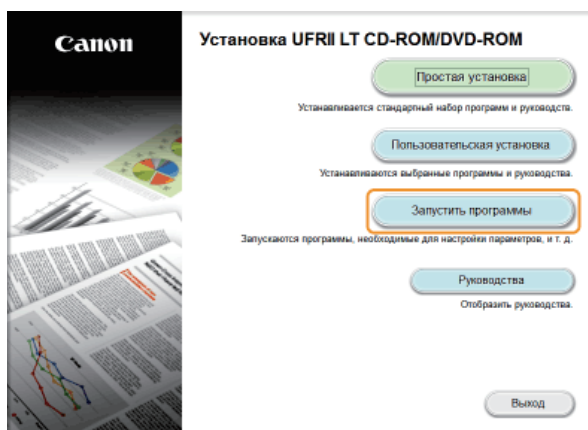 Canon
Установка UFRII LT CD-ROM/DVD-ROM
Простая установка
Устанавливается стандартный набор программ и руководств.
Пользовательская установка
Устанавливаются выбранные программы и руководства.
Запустить программы
Запускаются программы, необходимые для настройки параметров, и т. д.
Руководства
Отобразить руководства.
Выход